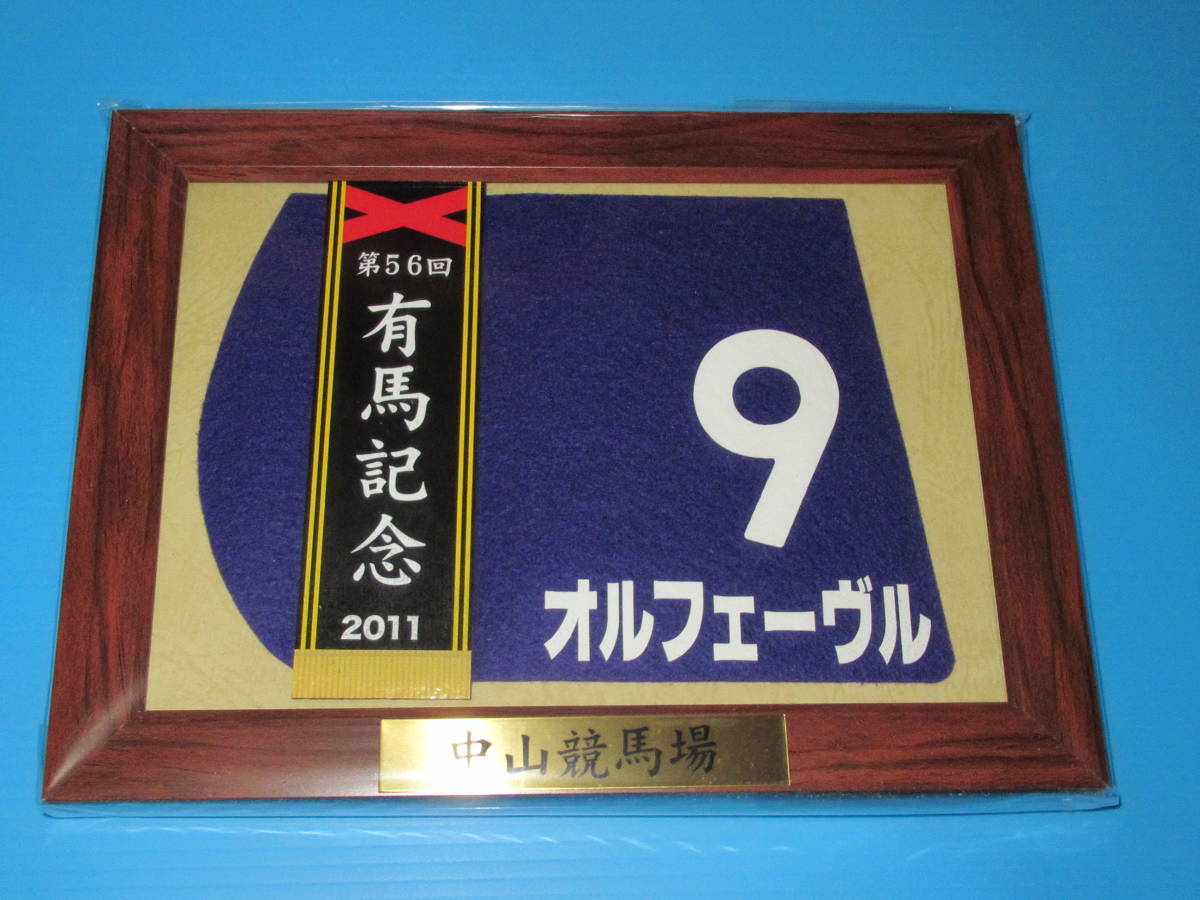 第56回
有馬記念
2011
9
オルフェーヴル
中山競馬場